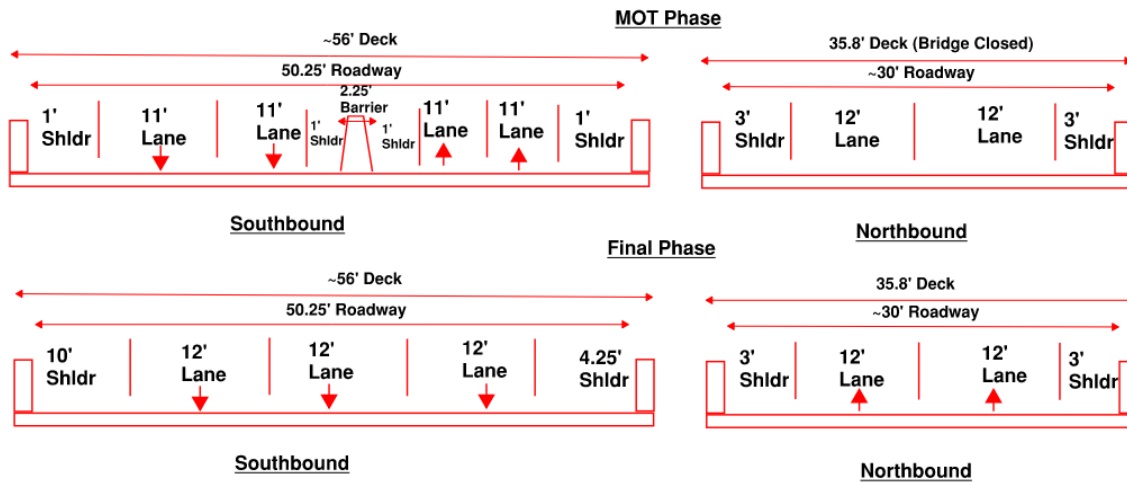 MOT Phase
~56' Deck
50.25' Roadway
1'
Shldr
11'
Lane
11'
Lane
1'
Shldr
2.25'
Barrier
1'
Shldr
11'
Lane
11'
Lane
1'
Shldr
Southbound
35.8' Deck (Bridge Closed)
~30' Roadway
3'
Shldr
12'
Lane
12'
Lane
3'
Shldr
Northbound
Final Phase
~56' Deck
50.25' Roadway
10'
Shldr
12'
Lane
12'
Lane
12'
Lane
4.25'
Shldr
Southbound
35.8' Deck
~30' Roadway
3'
Shldr
12'
Lane
12'
Lane
3'
Shldr
Northbound